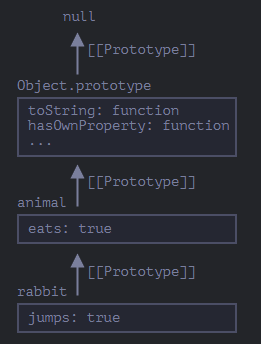 null
[[Prototype]]
Object.prototype
toString: function
hasOwnProperty: function
...
[[Prototype]]
animal
eats: true
[[Prototype]]
rabbit
jumps: true